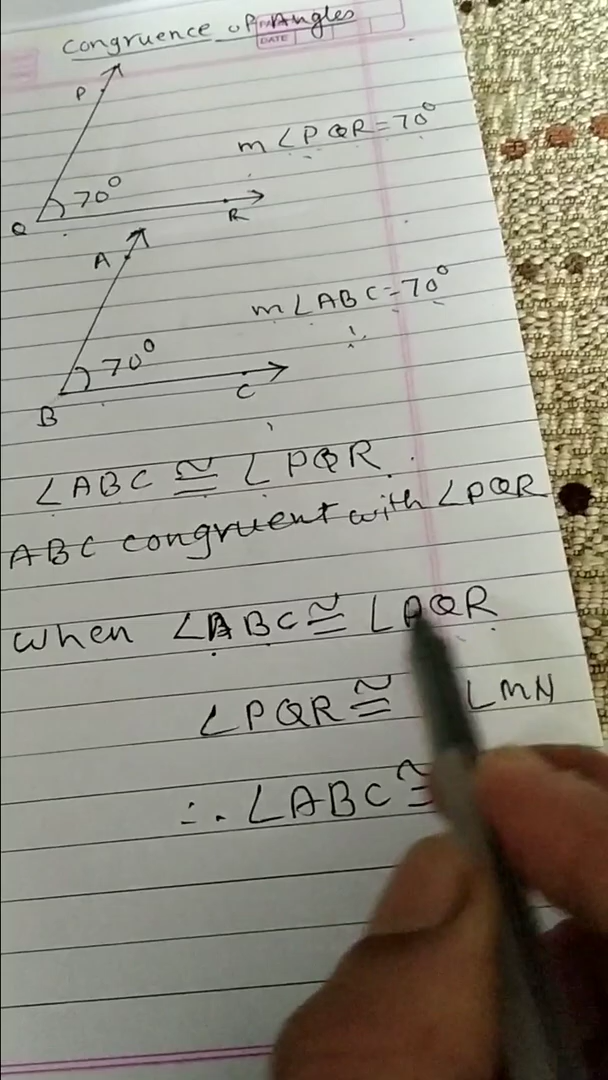 congruence of Angles
DATE
P
70°
Q
R
m∠PQR=70°
A
70°
B
C
m∠ABC=70°
∠ABC ≅ ∠PQR
ABC congruent with ∠PQR
when ∠ABC ≅ ∠PQR
∠PQR ≅ LMN
∴ ∠ABC ≅